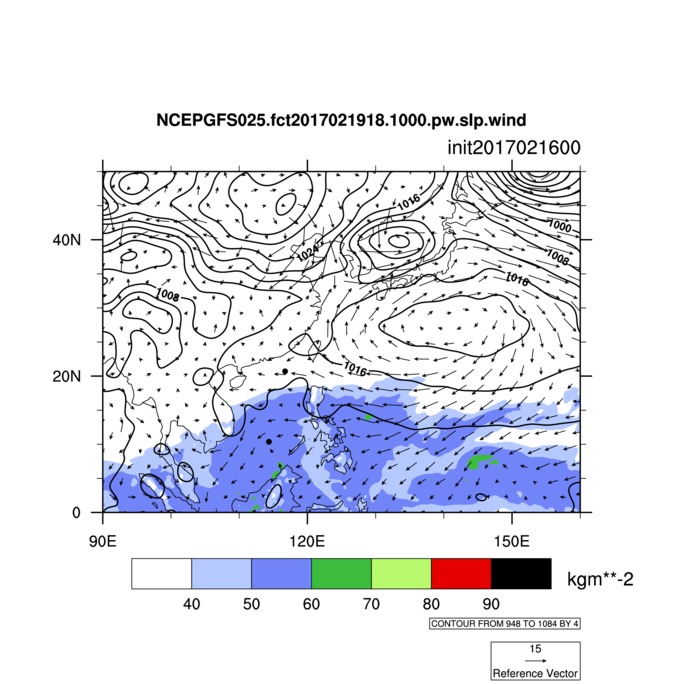 NCEPGFS025.fct2017021918.1000.pw.slp.wind
init2017021600
1016
1000
1008
1024
1016
1008
1016
40N
20N
0
90E 120E 150E
40 50 60 70 80 90
kgm**-2
CONTOUR FROM 948 TO 1084 BY 4
15
Reference Vector